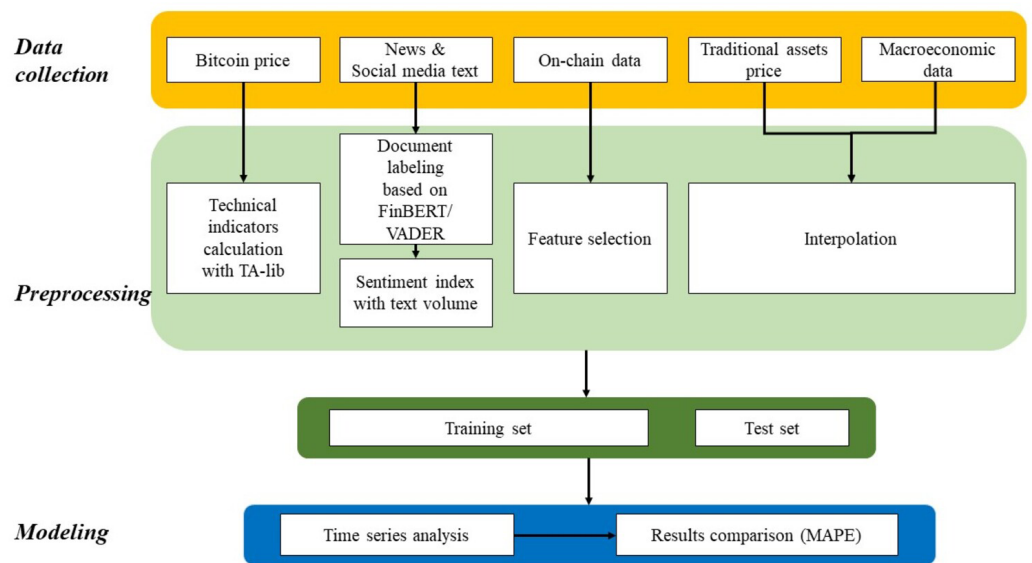 Data
collection
Bitcoin price
News &
Social media text
On-chain data
Traditional assets
price
Macroeconomic
data
Preprocessing
Technical
indicators
calculation
with TA-lib
Document
labeling
based on
FinBERT/
VADER
Sentiment index
with text volume
Feature selection
Interpolation
Training set
Test set
Modeling
Time series analysis
Results comparison (MAPE)